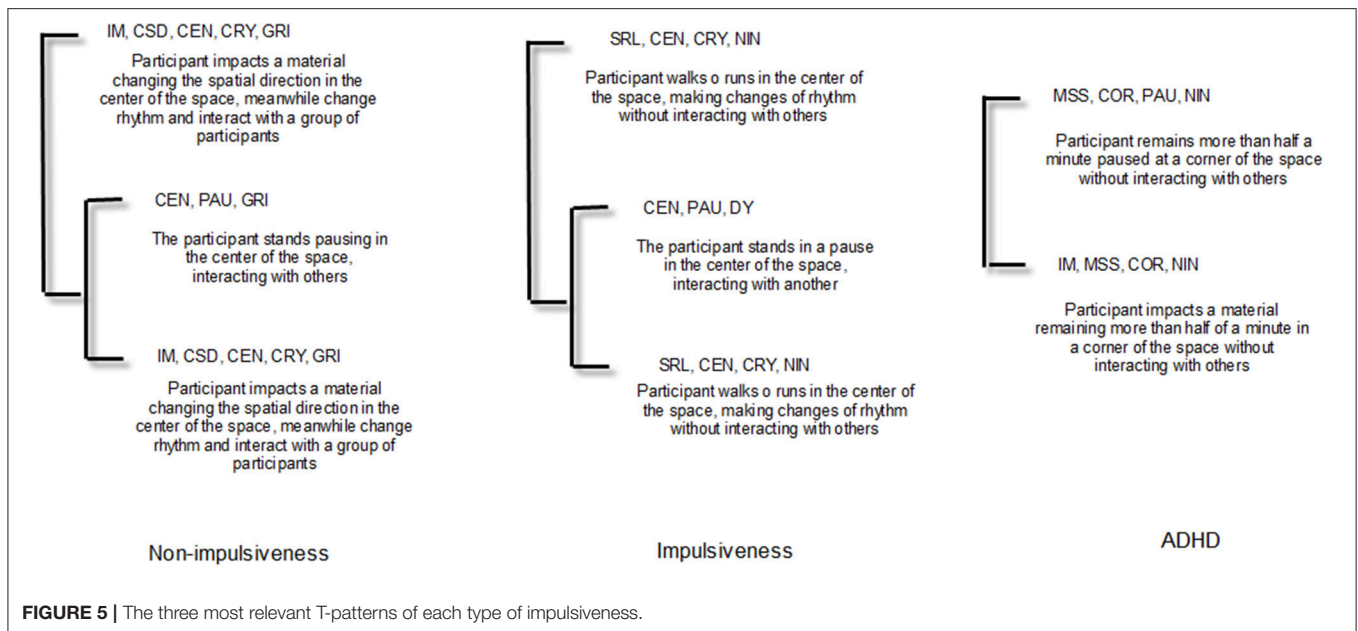 IM, CSD, CEN, CRY, GRI
Participant impacts a material
changing the spatial direction in the
center of the space, meanwhile change
rhythm and interact with a group of
participants
CEN, PAU, GRI
The participant stands pausing in
the center of the space,
interacting with others
IM, CSD, CEN, CRY, GRI
Participant impacts a material
changing the spatial direction in the
center of the space, meanwhile change
rhythm and interact with a group of
participants
Non-impulsiveness
SRL, CEN, CRY, NIN
Participant walks o runs in the center of
the space, making changes of rhythm
without interacting with others
CEN, PAU, DY
The participant stands in a pause
in the center of the space,
interacting with another
SRL, CEN, CRY, NIN
Participant walks o runs in the center of
the space, making changes of rhythm
without interacting with others
Impulsiveness
MSS, COR, PAU, NIN
Participant remains more than half a
minute paused at a corner of the space
without interacting with others
IM, MSS, COR, NIN
Participant impacts a material
remaining more than half of a minute in
a corner of the space without
interacting with others
ADHD
FIGURE 5 | The three most relevant T-patterns of each type of impulsiveness.